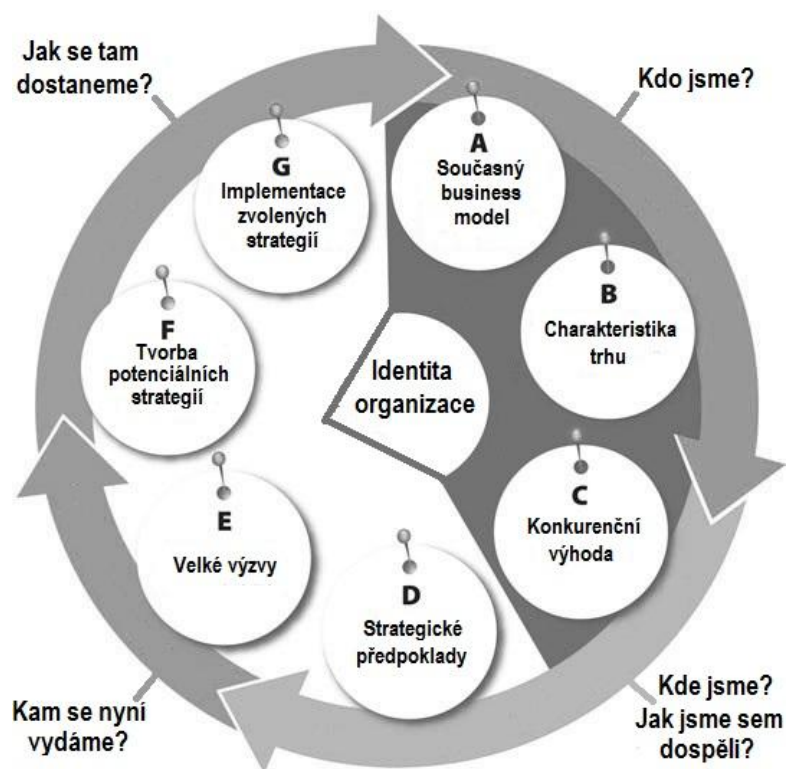 Jak se tam
dostaneme?
Kdo jsme?
A
Současný
business
model
G
Implementace
zvolených
strategií
B
Charakteristika
trhu
F
Tvorba
potenciálních
strategií
Identita
organizace
C
Konkurenční
výhoda
E
Velké výzvy
D
Strategické
předpoklady
Kam se nyní
vydáme?
Kde jsme?
Jak jsme sem
dospěli?